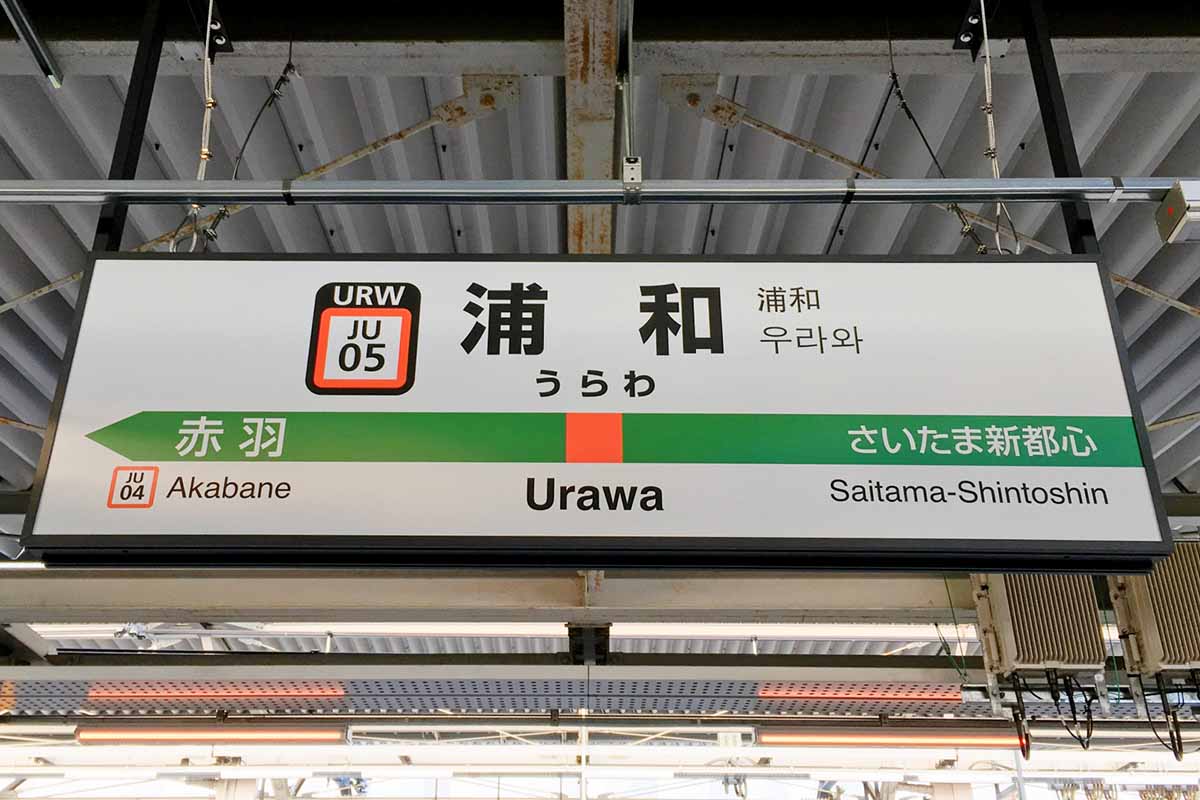 URW
JU
05
浦和
浦和
우라와
うらわ
赤羽
さいたま新都心
JU
04
Akabane
Urawa
Saitama-Shintoshin